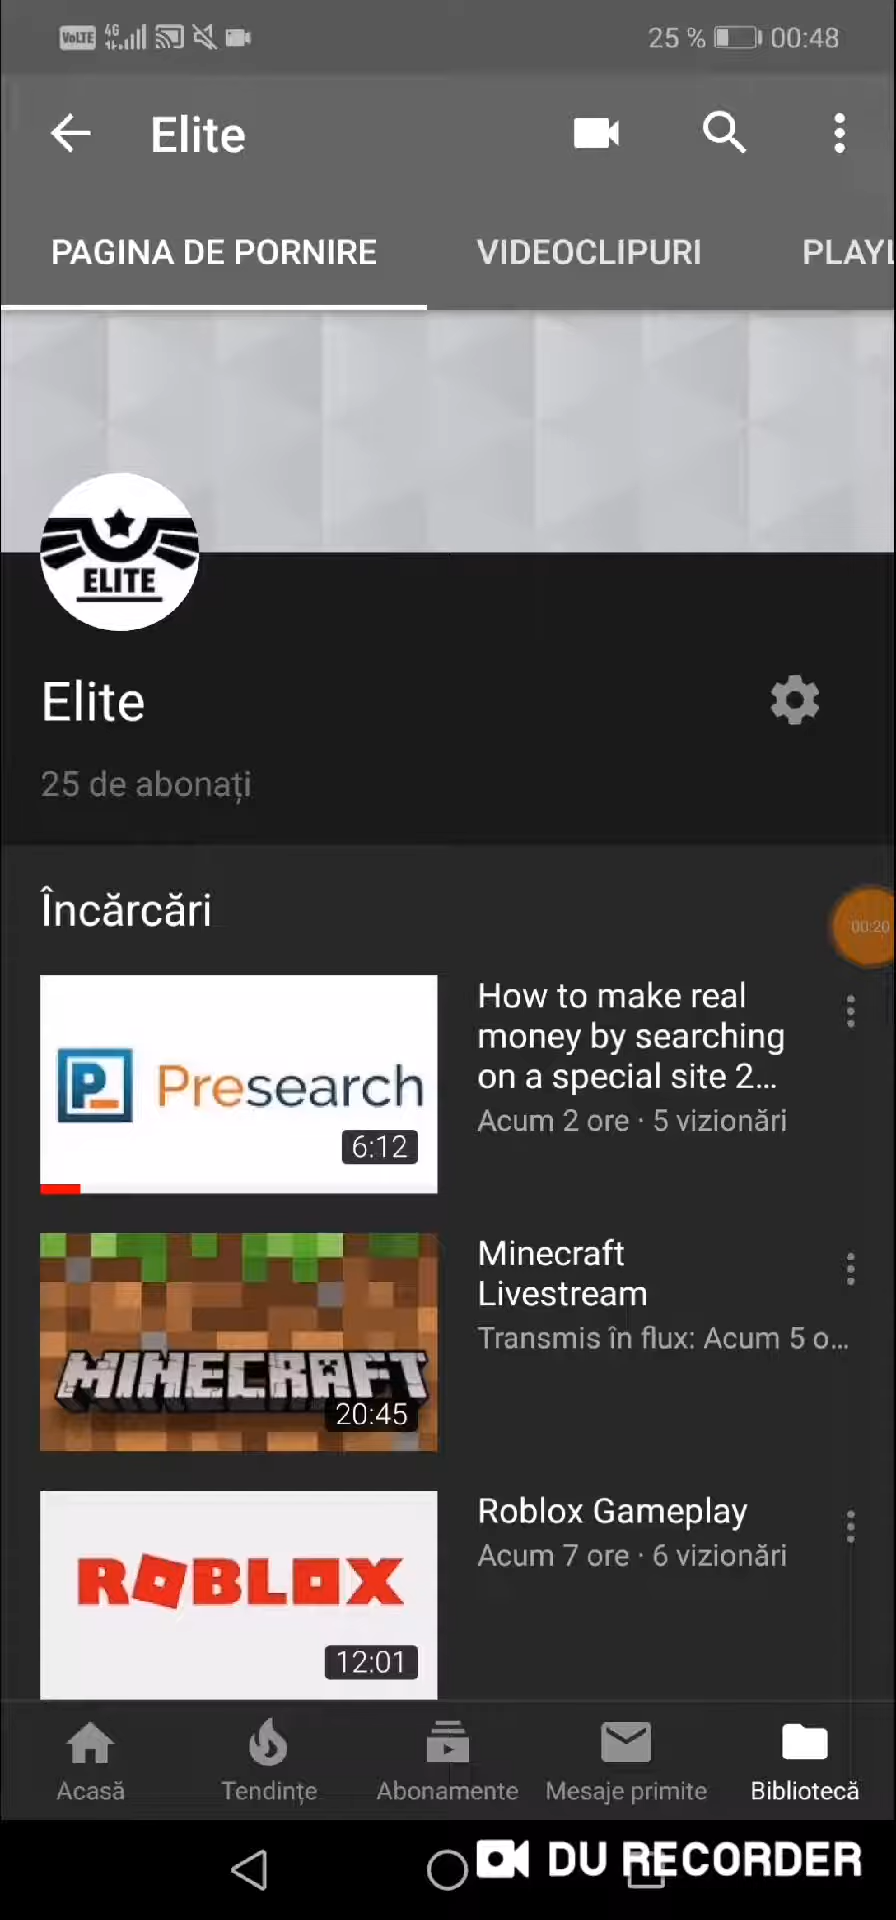 VoLTE 4G 25 % 00:48
Elite
PAGINA DE PORNIRE VIDEOCLIPURI PLAYL
ELITE
Elite
25 de abonați
Încărcări
00:20
Presearch
6:12
How to make real
money by searching
on a special site 2...
Acum 2 ore · 5 vizionări
MINECRAFT
20:45
Minecraft
Livestream
Transmis în flux: Acum 5 o...
ROBLOX
12:01
Roblox Gameplay
Acum 7 ore · 6 vizionări
Acasă Tendințe Abonamente Mesaje primite Bibliotecă
DU RECORDER